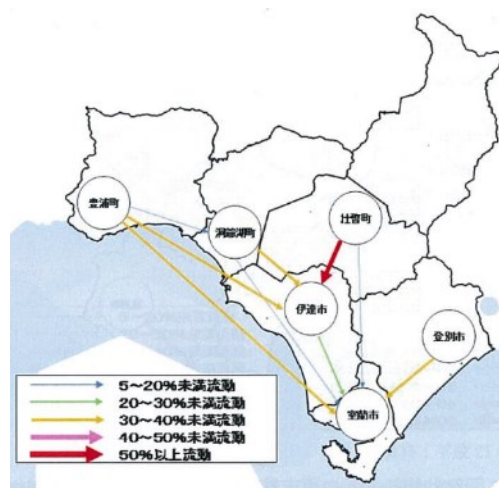 豊浦町
洞爺湖町
壮瞥町
伊達市
登別市
室蘭市
5～20%未満流動
20～30%未満流動
30～40%未満流動
40～50%未満流動
50%以上流動